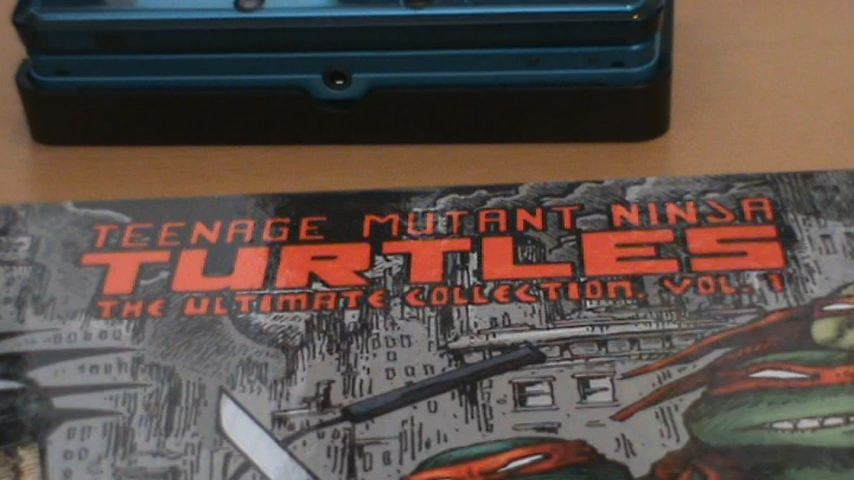 TEENAGE MUTANT NINJA
TURTLES
THE ULTIMATE COLLECTION, VOL. 1